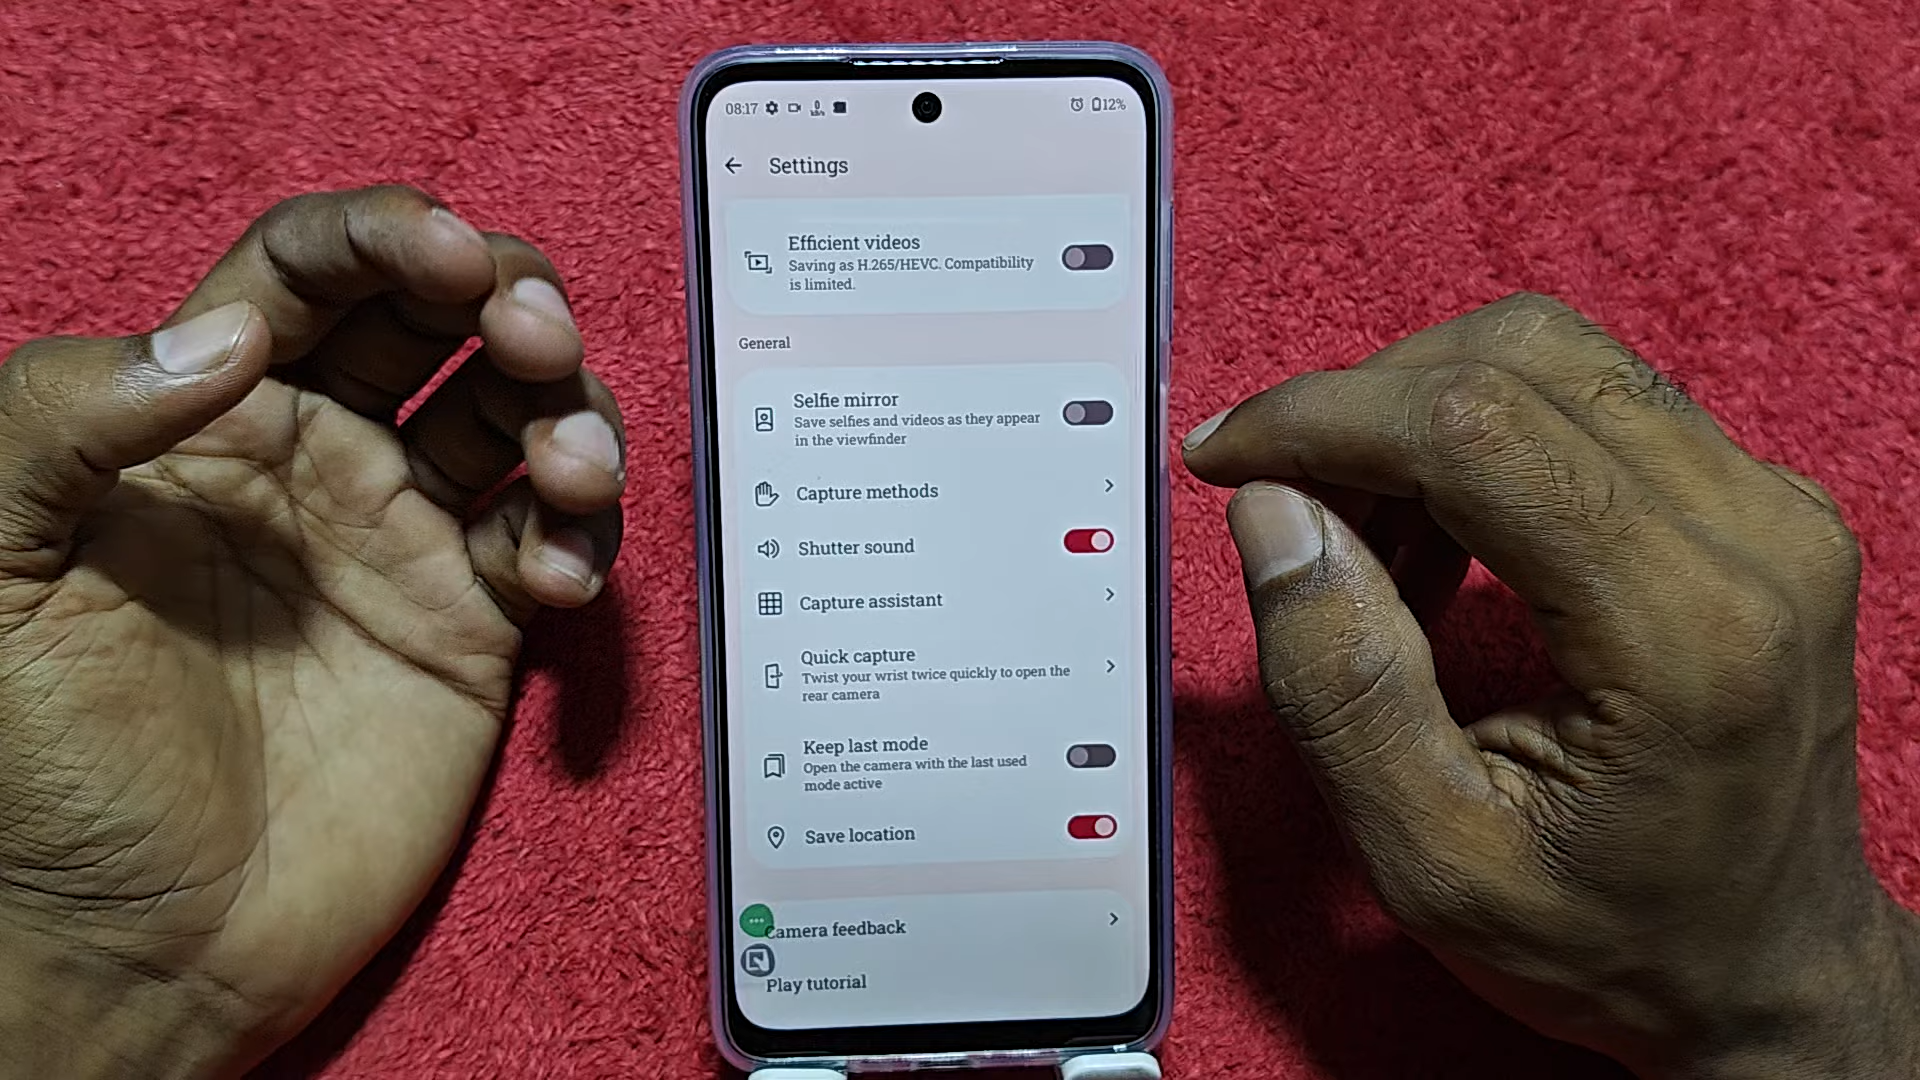 08:17
12%
Settings
Efficient videos
Saving as H.265/HEVC. Compatibility
is limited.
General
Selfie mirror
Save selfies and videos as they appear
in the viewfinder
Capture methods
Shutter sound
Capture assistant
Quick capture
Twist your wrist twice quickly to open the
rear camera
Keep last mode
Open the camera with the last used
mode active
Save location
Camera feedback
Play tutorial